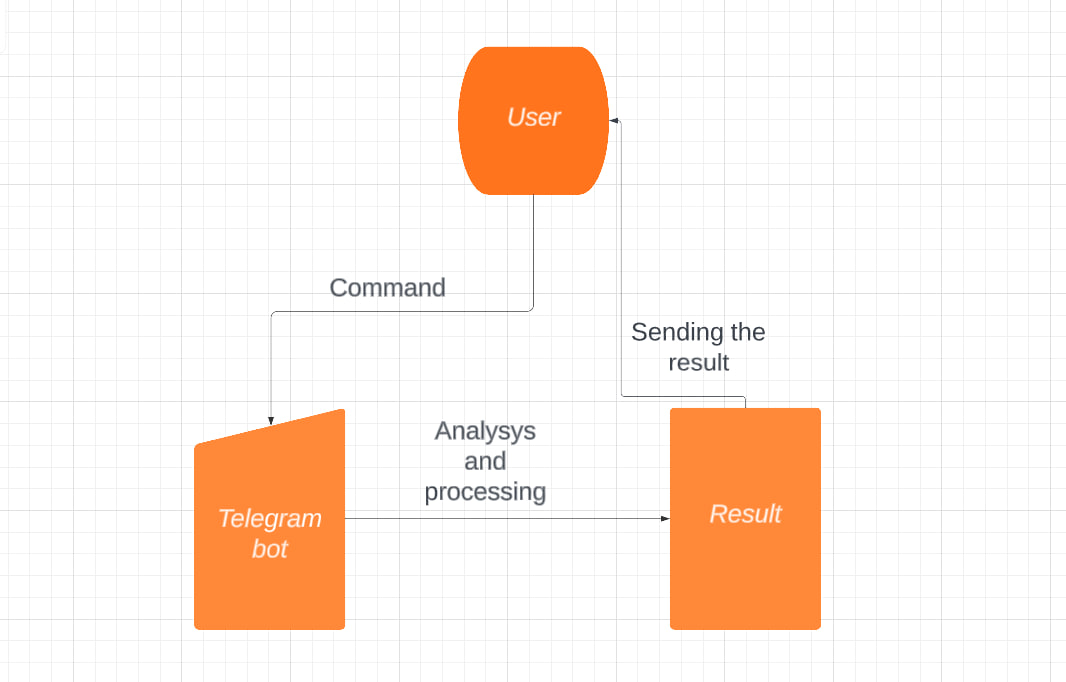 User
Command
Sending the
result
Analysys
and
processing
Telegram
bot
Result